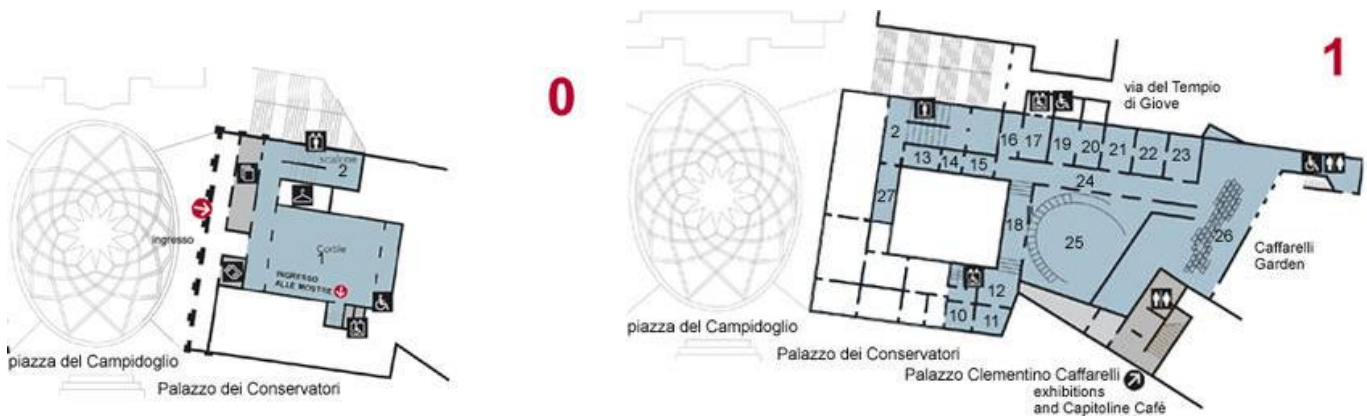 0
scalone
2
ingresso
Cortile
1
INGRESSO
ALLE MOSTRE
piazza del Campidoglio
Palazzo dei Conservatori
1
via del Tempio
di Giove
2
16
17
19
20
21
22
23
13
14
15
24
27
18
25
26
Caffarelli
Garden
12
10
11
piazza del Campidoglio
Palazzo dei Conservatori
Palazzo Clementino Caffarelli
exhibitions
and Capitoline Cafè